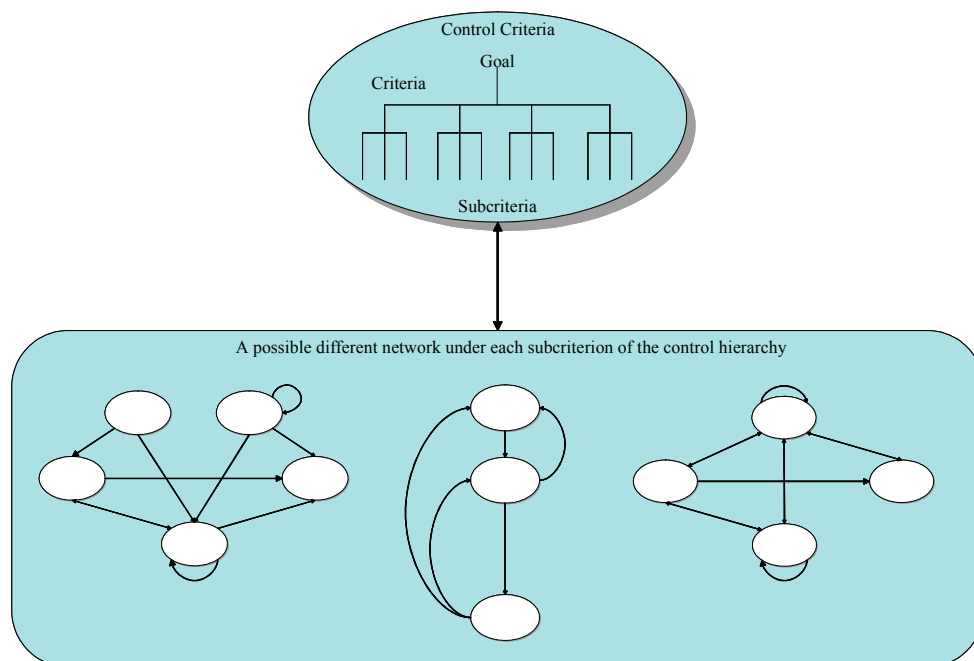 Control Criteria
Goal
Criteria
Subcriteria
A possible different network under each subcriterion of the control hierarchy